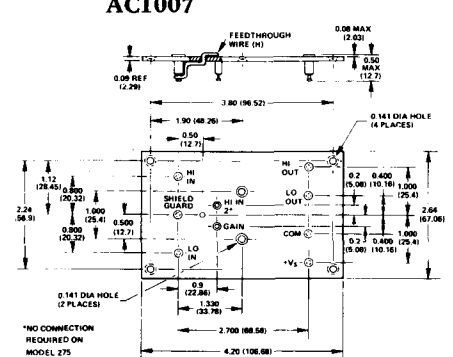 AC1007
FEEDTHROUGH
WIRE (H)
0.08 MAX
(2.03)
0.50
MAX
(12.7)
0.09 REF
(2.29)
3.80 (96.52)
1.90 (48.26)
0.50
(12.7)
0.141 DIA HOLE
(4 PLACES)
HI
IN
HI
OUT
1.12
(28.45)
0.800
(20.32)
0.2
(5.08)
0.400
(10.16)
1.000
(25.4)
SHIELD
GUARD
HI IN
2*
LO
OUT
2.24
(56.9)
1.000
(25.4)
0.500
(12.7)
GAIN
2.64
(67.06)
0.800
(20.32)
COM
0.2
(5.08)
0.400
(10.16)
1.000
(25.4)
LO
IN
+VS
0.141 DIA HOLE
(2 PLACES)
0.9
(22.86)
1.330
(33.78)
*NO CONNECTION
REQUIRED ON
MODEL 275
2.700 (68.58)
4.20 (106.68)